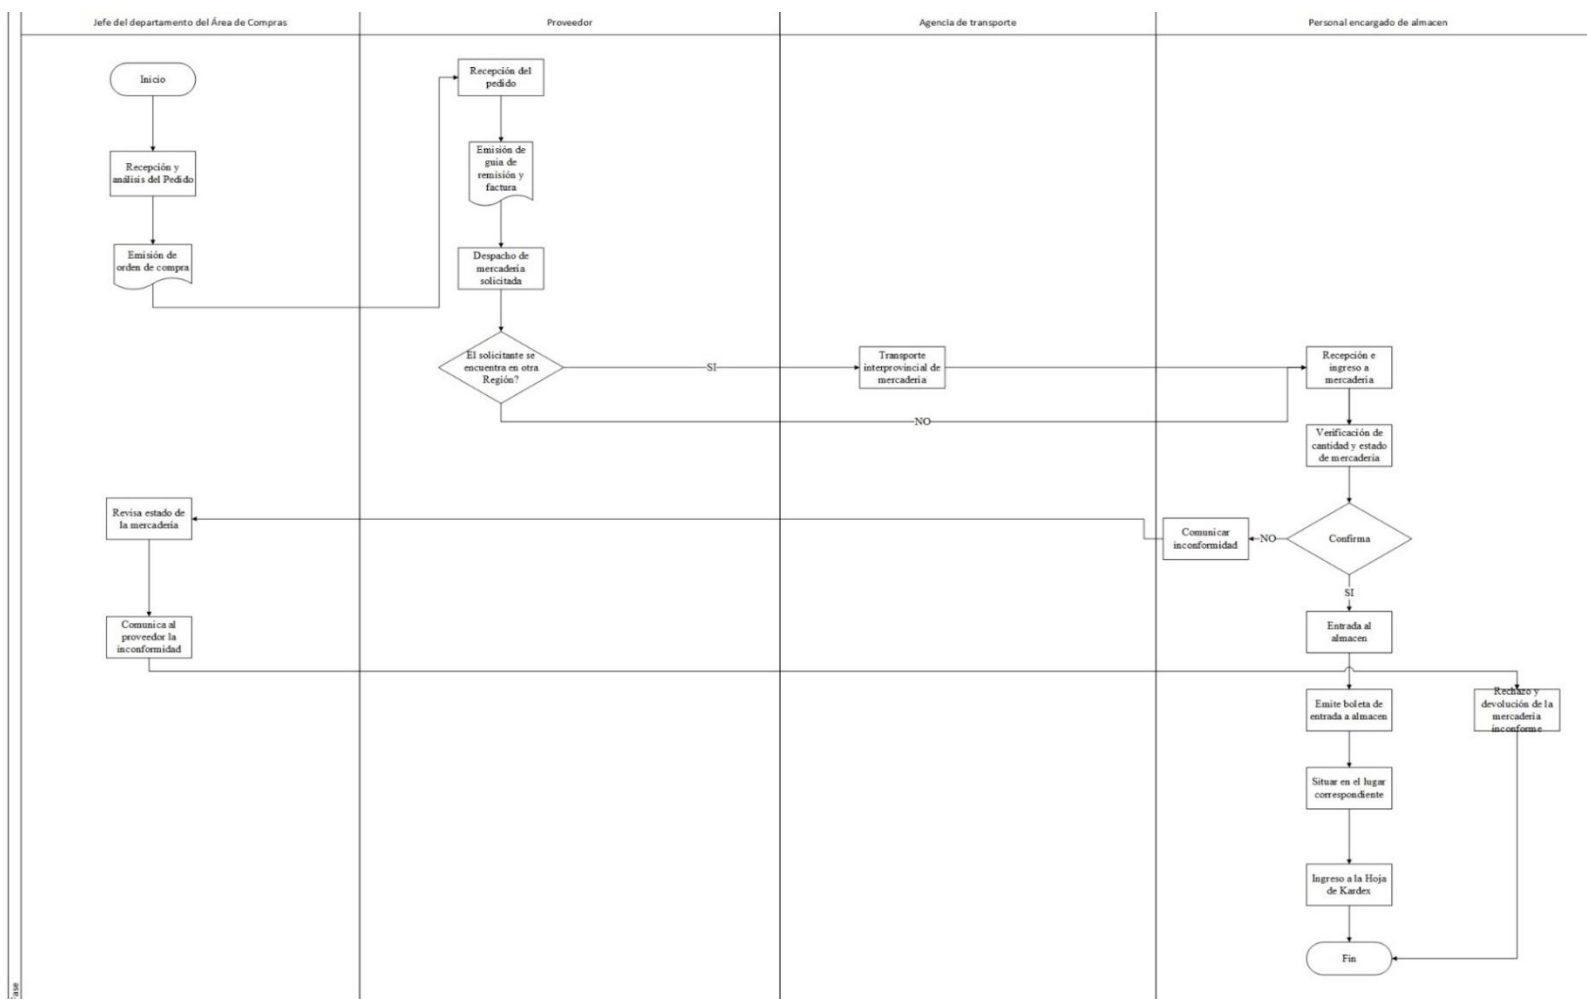 Jefe del departamento del Área de Compras
Proveedor
Agencia de transporte
Personal encargado de almacen
Inicio
Recepción y
análisis del Pedido
Emisión de
orden de compra
Recepción del
pedido
Emisión de
guia de
remisión y
factura
Despacho de
mercadería
solicitada
El solicitante se
encuentra en otra
Región?
SI
NO
Transporte
interprovincial de
mercadería
Recepción e
ingreso a
mercadería
Verificación de
cantidad y estado
de mercadería
Confirma
NO
Comunicar
inconformidad
Revisa estado de
la mercadería
Comunica al
proveedor la
inconformidad
SI
Entrada al
almacen
Emite boleta de
entrada a almacen
Rechazo y
devolución de la
mercadería
inconforme
Situar en el lugar
correspondiente
Ingreso a la Hoja
de Kardex
Fin
Fase